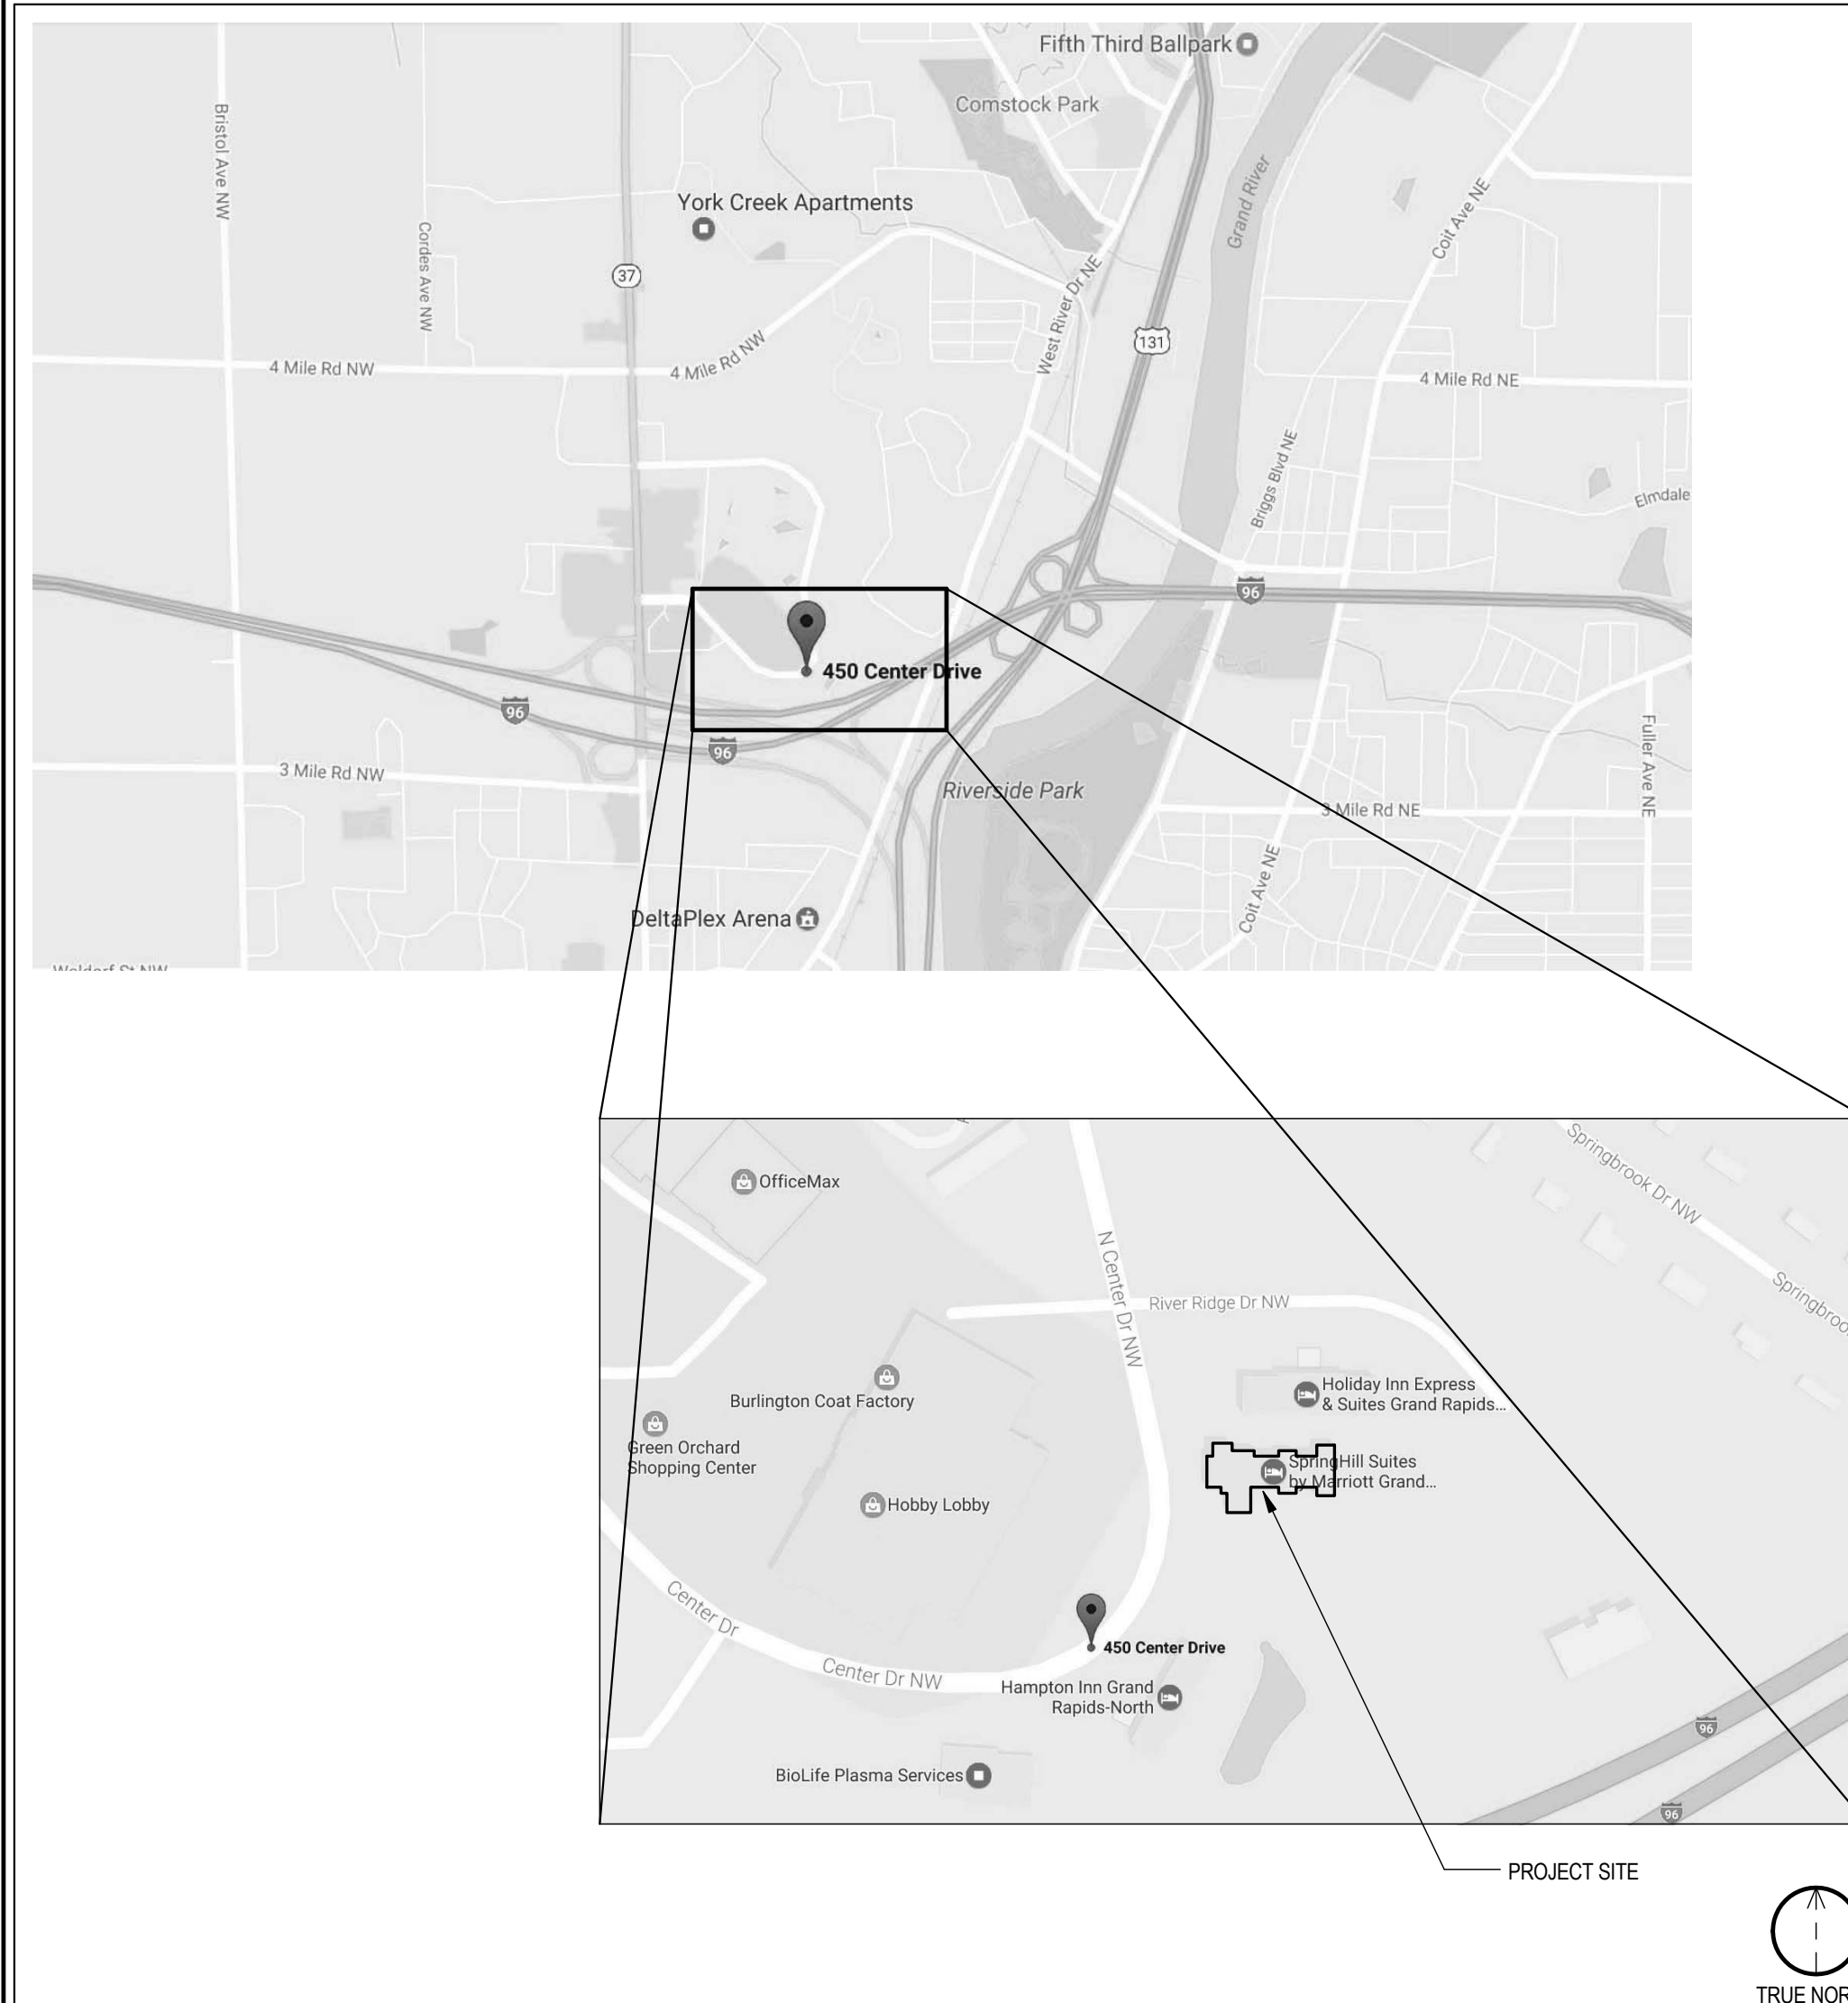 Fifth Third Ballpark
Comstock Park
Bristol Ave NW
Grand River
Coit Ave NE
York Creek Apartments
Cordes Ave NW
37
West River Dr NE
131
4 Mile Rd NW
4 Mile Rd NW
4 Mile Rd NE
Briggs Blvd NE
Elmdale
96
450 Center Drive
96
96
3 Mile Rd NW
Riverside Park
3 Mile Rd NE
Fuller Ave NE
Coit Ave NE
DeltaPlex Arena
Springbrook Dr NW
OfficeMax
N Center Dr NW
River Ridge Dr NW
Springbroo
Holiday Inn Express
& Suites Grand Rapids...
Burlington Coat Factory
Green Orchard
Shopping Center
SpringHill Suites
by Marriott Grand...
Hobby Lobby
Center Dr
450 Center Drive
Center Dr NW
Hampton Inn Grand
Rapids-North
96
BioLife Plasma Services
96
PROJECT SITE
TRUE NOR